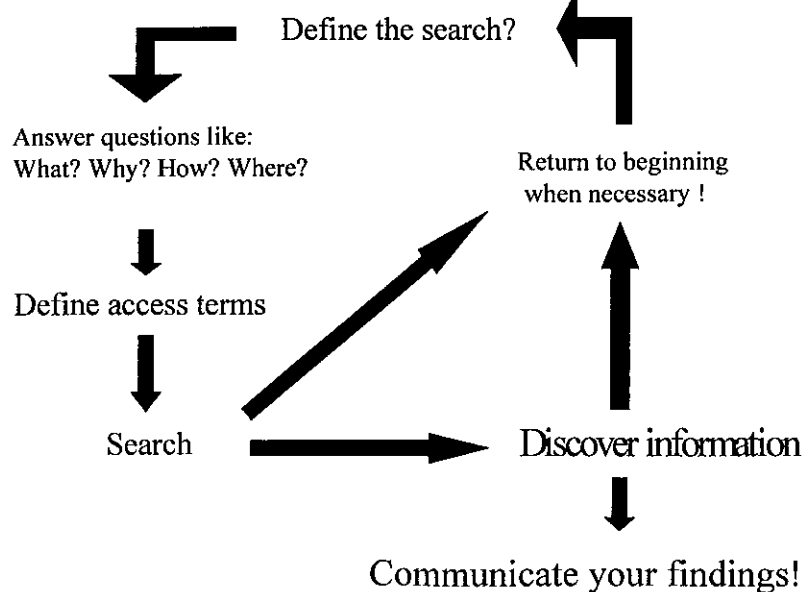 Define the search?
Answer questions like:
What? Why? How? Where?
Return to beginning
when necessary !
Define access terms
Search
Discover information
Communicate your findings!